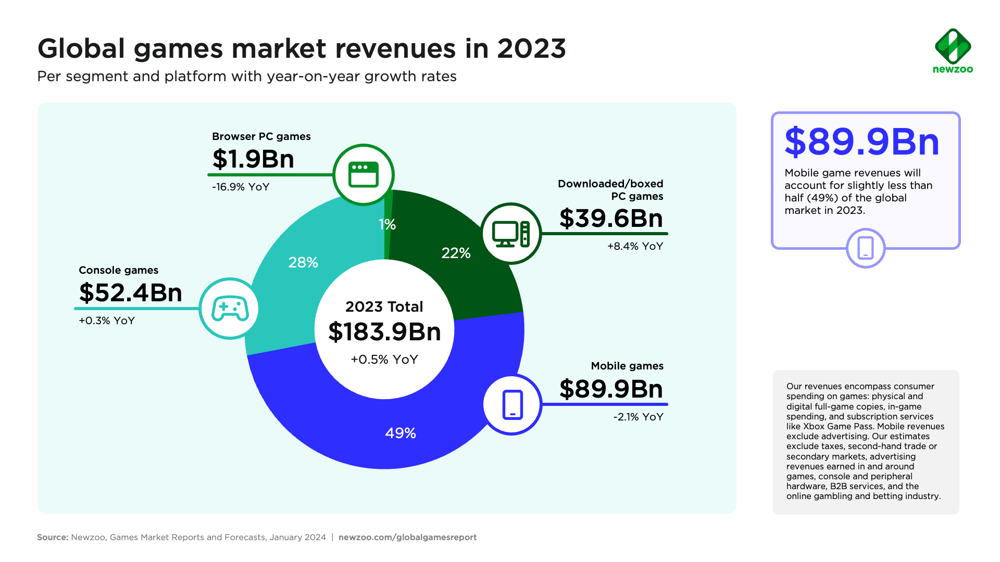 Global games market revenues in 2023
Per segment and platform with year-on-year growth rates
newzoo
Browser PC games
$1.9Bn
-16.9% YoY
Downloaded/boxed
PC games
$39.6Bn
+8.4% YoY
1%
22%
28%
Console games
$52.4Bn
+0.3% YoY
2023 Total
$183.9Bn
+0.5% YoY
Mobile games
$89.9Bn
-2.1% YoY
49%
$89.9Bn
Mobile game revenues will
account for slightly less than
half (49%) of the global
market in 2023.
Our revenues encompass consumer
spending on games: physical and
digital full-game copies, in-game
spending, and subscription services
like Xbox Game Pass. Mobile revenues
exclude advertising. Our estimates
exclude taxes, second-hand trade or
secondary markets, advertising
revenues earned in and around
games, console and peripheral
hardware, B2B services, and the
online gambling and betting industry.
Source: Newzoo, Games Market Reports and Forecasts, January 2024 | newzoo.com/globalgamesreport